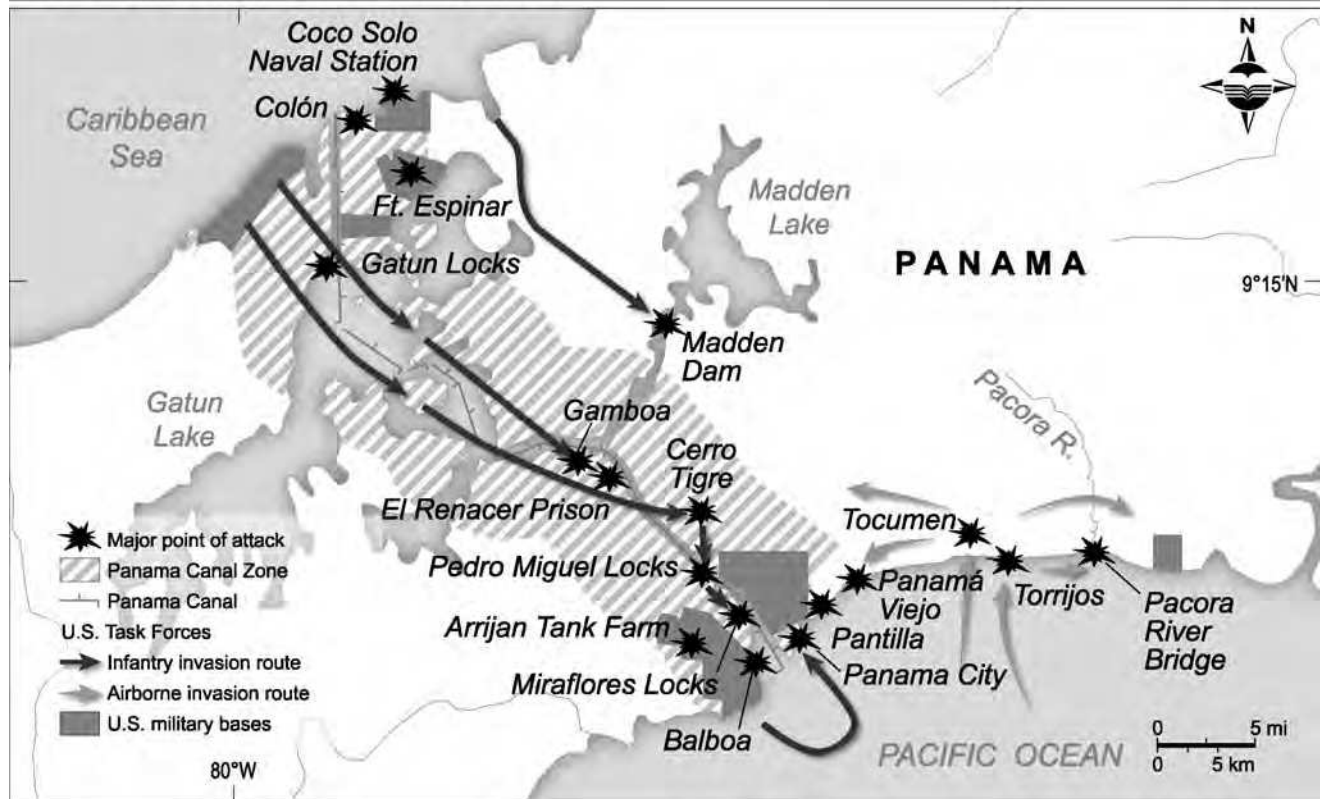 Coco Solo
Naval Station
Colón
N
Caribbean
Sea
Ft. Espinar
Madden
Lake
Gatun Locks
PANAMA
9°15'N
Madden
Dam
Gatun
Lake
Gamboa
Pacora R.
Cerro
Tigre
El Renacer Prison
Tocumen
Pedro Miguel Locks
Panamá
Viejo
Torrijos
Pacora
River
Bridge
Arrijan Tank Farm
Pantilla
Miraflores Locks
Panama City
Balboa
PACIFIC OCEAN
Major point of attack
Panama Canal Zone
Panama Canal
U.S. Task Forces
Infantry invasion route
Airborne invasion route
U.S. military bases
80°W
0 5 mi
0 5 km